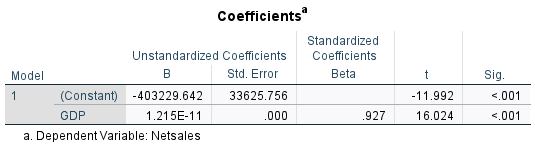 Coefficientsa
Unstandardized Coefficients Standardized Coefficients
Model B Std. Error Beta t Sig.
1 (Constant) -403229.642 33625.756 -11.992 <.001
GDP 1.215E-11 .000 .927 16.024 <.001
a. Dependent Variable: Netsales